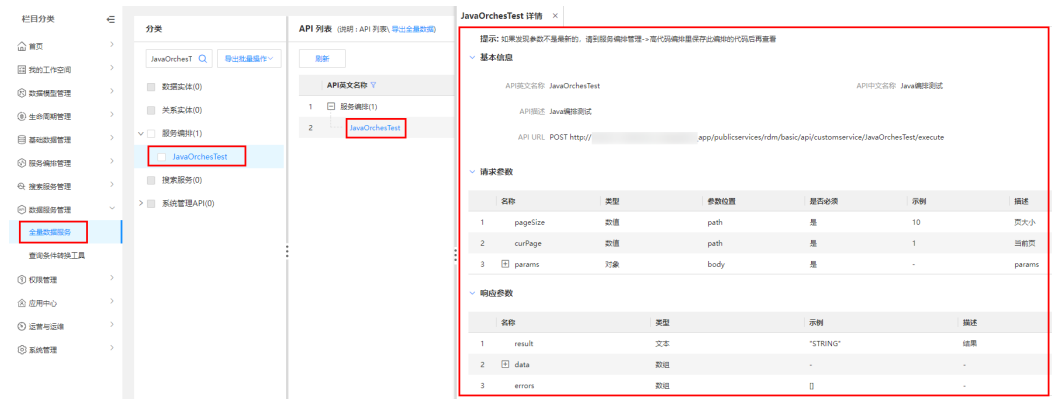 栏目分类
首页
我的工作空间
数据模型管理
生命周期管理
基础数据管理
服务编排管理
搜索服务管理
数据服务管理
全量数据服务
查询条件转换工具
权限管理
应用中心
运营与运维
系统管理
分类
JavaOrchesT 导出批量操作
数据实体(0)
关系实体(0)
服务编排(1)
JavaOrchesTest
搜索服务(0)
系统管理API(0)
API 列表 (说明 : API 列表\ 导出全量数据)
刷新
API英文名称
1 服务编排(1)
2 JavaOrchesTest
JavaOrchesTest 详情 ×
提示: 如果发现参数不是最新的，请到服务编排管理->高代码编排里保存此编排的代码后再查看
基本信息
API英文名称 JavaOrchesTest API中文名称 Java编排测试
API描述 Java编排测试
API URL POST http:// app/publicservices/rdm/basic/api/customservice/JavaOrchesTest/execute
请求参数
名称 类型 参数位置 是否必须 示例 描述
1 pageSize 数值 path 是 10 页大小
2 curPage 数值 path 是 1 当前页
3 params 对象 body 是 - params
响应参数
名称 类型 示例 描述
1 result 文本 "STRING" 结果
2 data 数组 - -
3 errors 数组 [] -